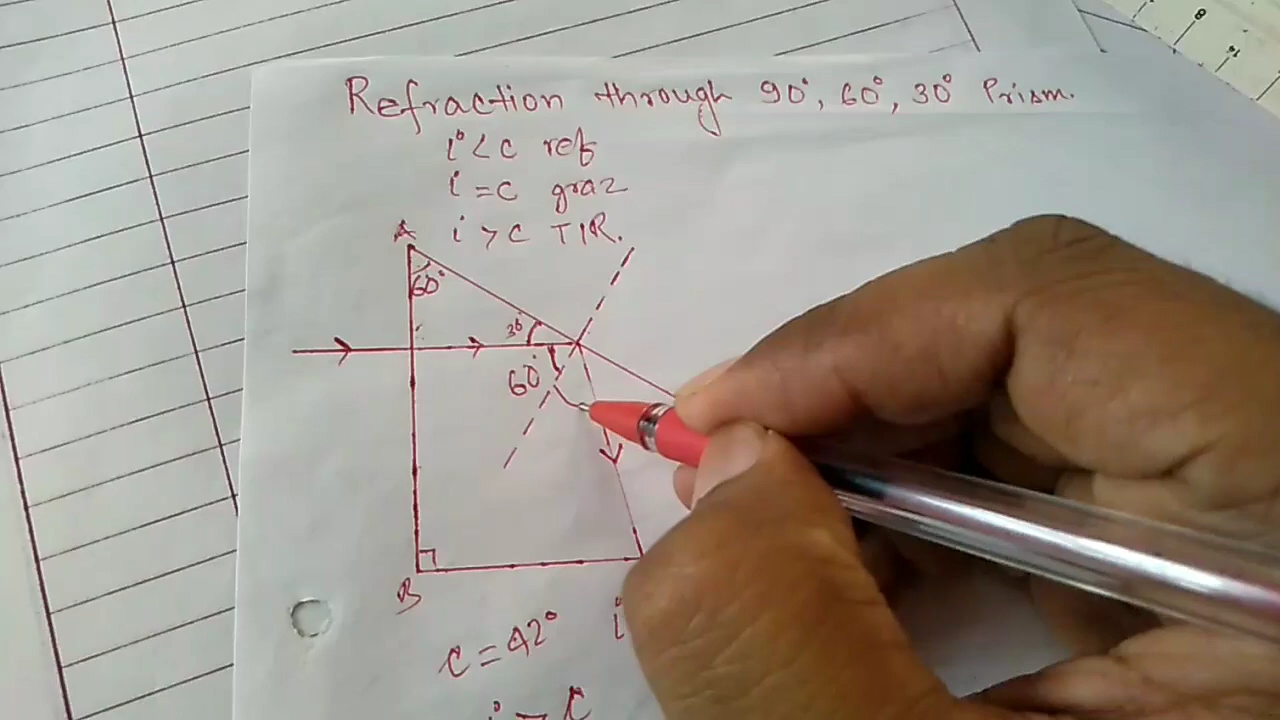 Refraction through 90°, 60°, 30° Prism.
i < c ref
i = c graz
i > c TIR.
A
60°
30
60°
B
c = 42°
i
i > c